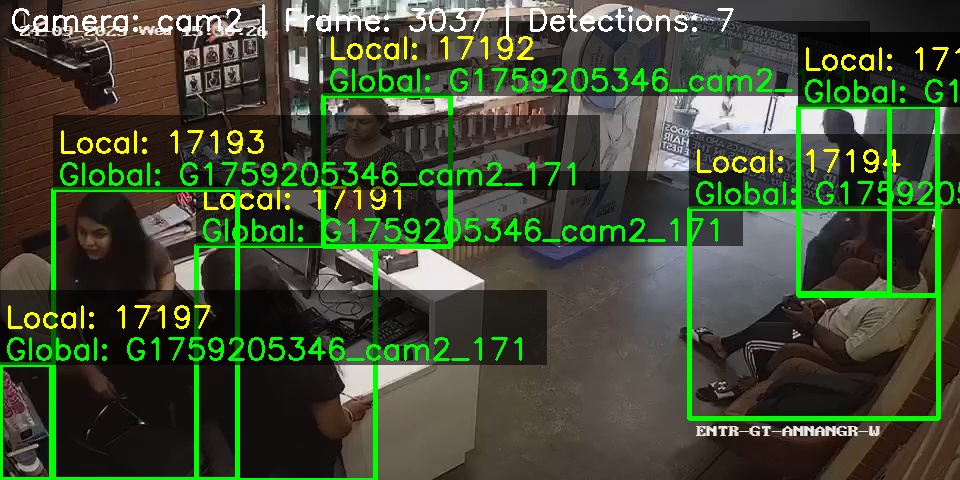 Camera: cam2 | Frame: 3037 | Detections: 7
Local: 17192
Global: G1759205346_cam2_
Local: 171
Global: G1
Local: 17193
Global: G1759205346_cam2_171
Local: 17194
Global: G1759205
Local: 17191
Global: G1759205346_cam2_171
Local: 17197
Global: G1759205346_cam2_171
ENTR-GT-ANNANGR-W